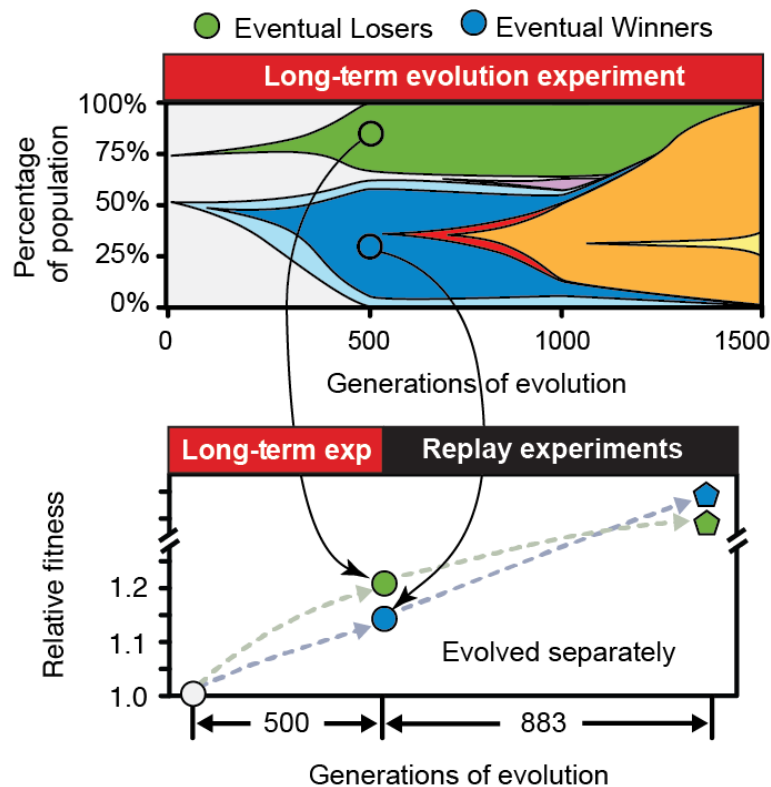 Eventual Losers Eventual Winners
Long-term evolution experiment
Percentage
of population
100%
75%
50%
25%
0%
0 500 1000 1500
Generations of evolution
Long-term exp Replay experiments
Relative fitness
1.2
1.1
1.0
Evolved separately
500 883
Generations of evolution